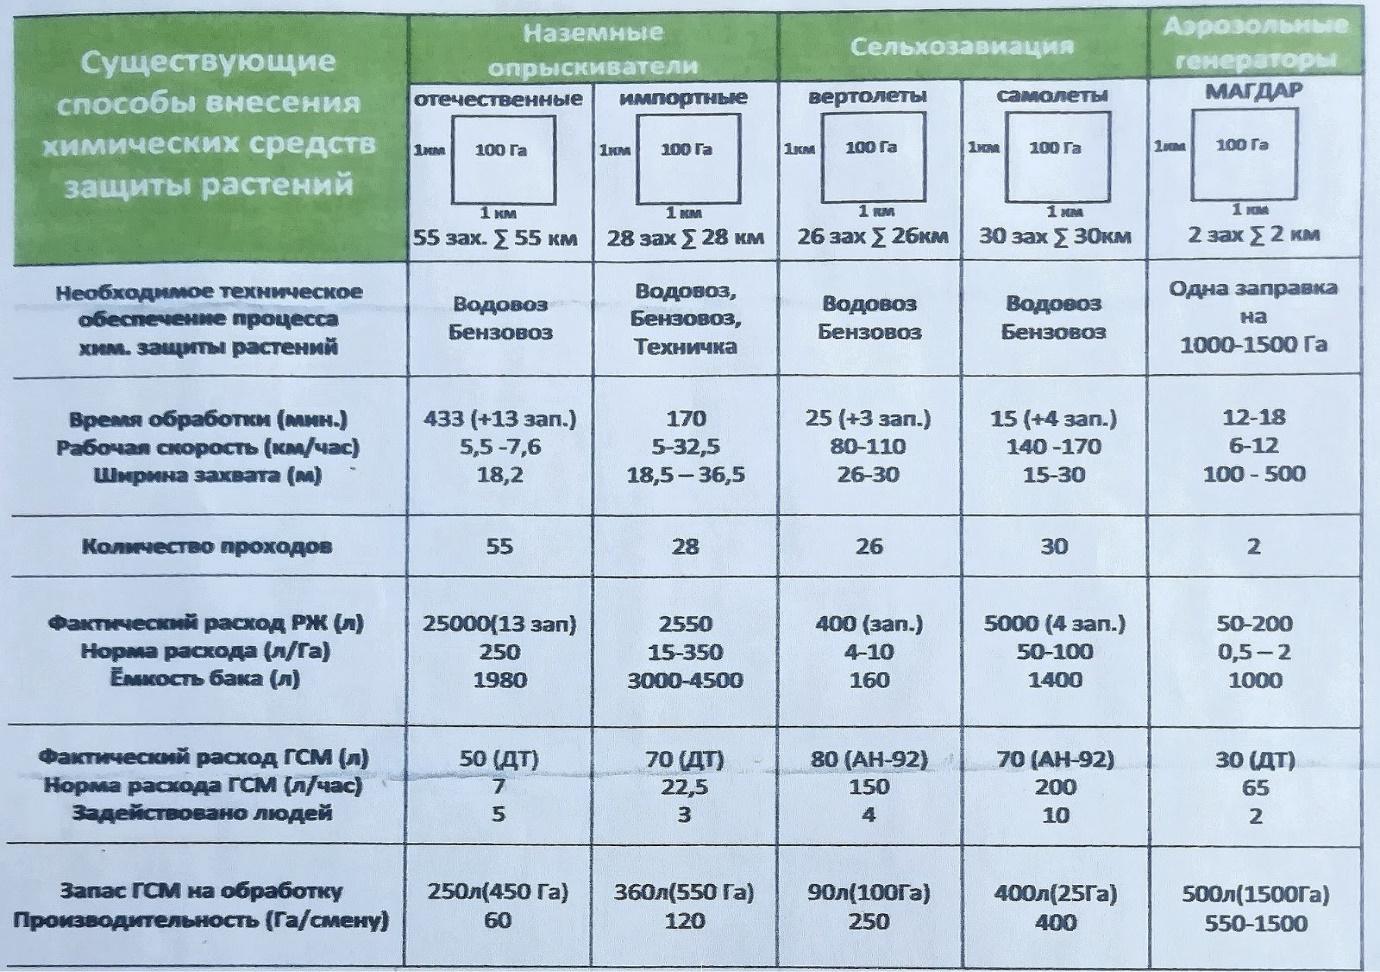 Существующие
способы внесения
химических средств
защиты растений
Наземные
опрыскиватели
Сельхозавиация
Аэрозольные
генераторы
отечественные
1км
100 Га
1 км
55 зах. ∑ 55 км
импортные
1км
100 Га
1 км
28 зах ∑ 28 км
вертолеты
1км
100 Га
1 км
26 зах ∑ 26км
самолеты
1км
100 Га
1 км
30 зах ∑ 30км
МАГДАР
1км
100 Га
1 км
2 зах ∑ 2 км
Необходимое техническое
обеспечение процесса
хим. защиты растений
Водовоз
Бензовоз
Водовоз,
Бензовоз,
Техничка
Водовоз
Бензовоз
Водовоз
Бензовоз
Одна заправка
на
1000-1500 Га
Время обработки (мин.) 433 (+13 зап.) 170 25 (+3 зап.) 15 (+4 зап.) 12-18
Рабочая скорость (км/час) 5,5 -7,6 5-32,5 80-110 140 -170 6-12
Ширина захвата (м) 18,2 18,5 – 36,5 26-30 15-30 100 - 500
Количество проходов 55 28 26 30 2
Фактический расход РЖ (л) 25000(13 зап) 2550 400 (зап.) 5000 (4 зап.) 50-200
Норма расхода (л/Га) 250 15-350 4-10 50-100 0,5 – 2
Ёмкость бака (л) 1980 3000-4500 160 1400 1000
Фактический расход ГСМ (л) 50 (ДТ) 70 (ДТ) 80 (АН-92) 70 (АН-92) 30 (ДТ)
Норма расхода ГСМ (л/час) 7 22,5 150 200 65
Задействовано людей 5 3 4 10 2
Запас ГСМ на обработку 250л(450 Га) 360л(550 Га) 90л(100Га) 400л(25Га) 500л(1500Га)
Производительность (Га/смену) 60 120 250 400 550-1500